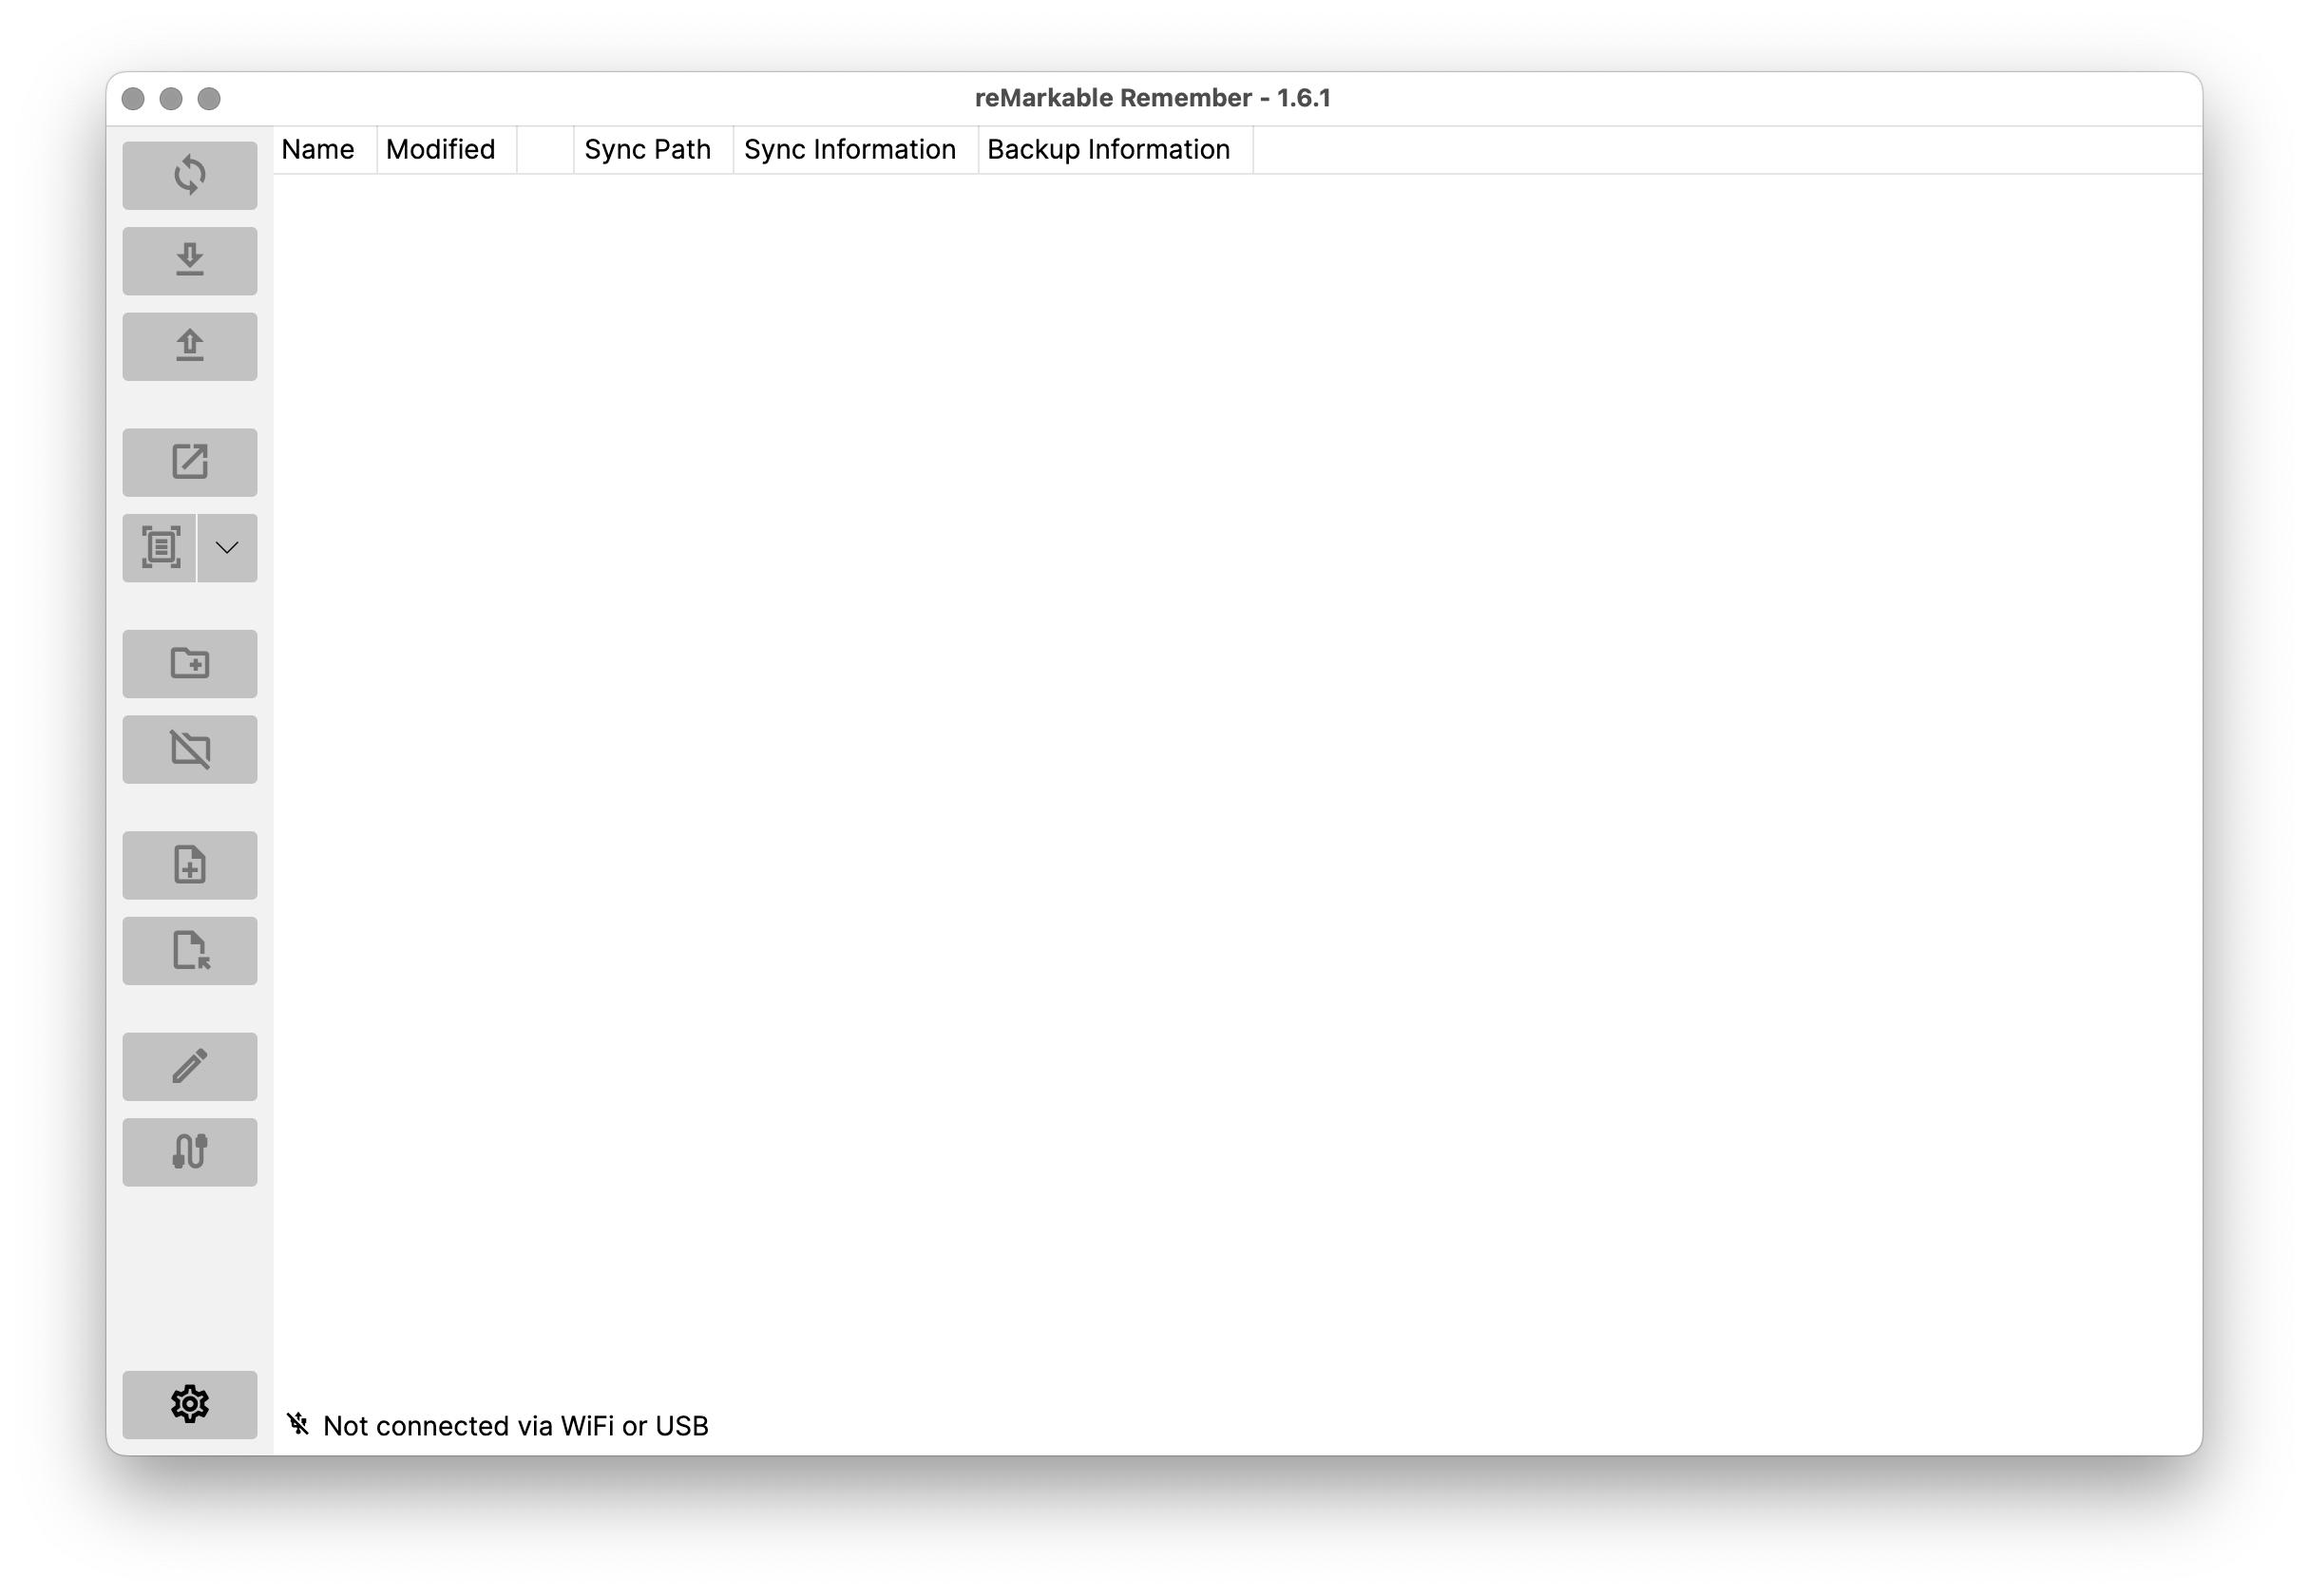 reMarkable Remember - 1.6.1
Name Modified Sync Path Sync Information Backup Information
Not connected via WiFi or USB